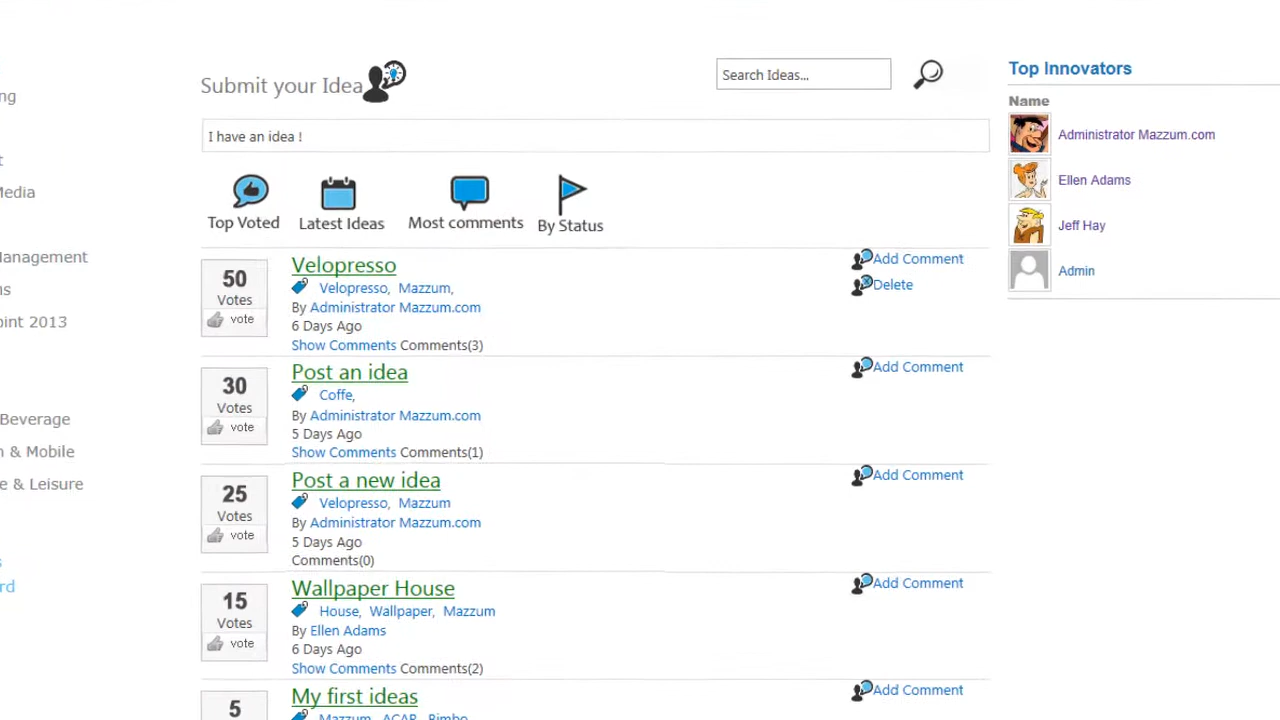 ng
t
Media
Management
s
oint 2013
Beverage
n & Mobile
e & Leisure
s
rd
Submit your Idea
Search Ideas...
I have an idea !
Top Voted
Latest Ideas
Most comments
By Status
50
Votes
vote
Velopresso
Velopresso, Mazzum,
By Administrator Mazzum.com
6 Days Ago
Show Comments Comments(3)
Add Comment
Delete
30
Votes
vote
Post an idea
Coffe,
By Administrator Mazzum.com
5 Days Ago
Show Comments Comments(1)
Add Comment
25
Votes
vote
Post a new idea
Velopresso, Mazzum
By Administrator Mazzum.com
5 Days Ago
Comments(0)
Add Comment
15
Votes
vote
Wallpaper House
House, Wallpaper, Mazzum
By Ellen Adams
6 Days Ago
Show Comments Comments(2)
Add Comment
5
My first ideas
Mazzum, ACAP, Bimbo
Add Comment
Top Innovators
Name
Administrator Mazzum.com
Ellen Adams
Jeff Hay
Admin